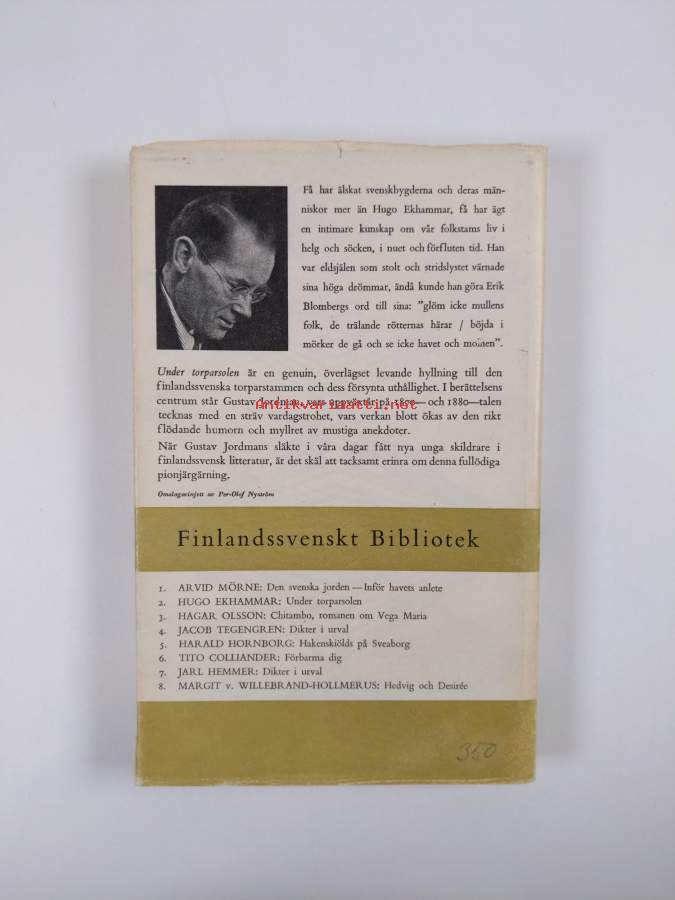 Få har älskat svenskbygderna och deras män-
niskor mer än Hugo Ekhammar, få har ägt
en intimare kunskap om vår folkstams liv i
helg och söcken, i nuet och förfluten tid. Han
var eldsjälen som stolt och stridslystet värnade
sina höga drömmar, ändå kunde han göra Erik
Blombergs ord till sina: "glöm icke mullens
folk, de trälande rötternas härar / böjda i
mörker de gå och se icke havet och molnen".
Under torparsolen är en genuin, överlägset levande hyllning till den
finlandssvenska torparstammen och dess försynta uthållighet. I berättelsens
centrum står Gustav Jordman, vars uppväxtår på 1870— och 1880—talen
Antikvariaatti.net
tecknas med en sträv vardagstrohet, vars verkan blott ökas av den rikt
flödande humorn och myllret av mustiga anekdoter.
När Gustav Jordmans släkte i våra dagar fått nya unga skildrare i
finlandssvensk litteratur, är det skäl att tacksamt erinra om denna fullödiga
pionjärgärning.
Omslagsvinjett av Per-Olof Nyström
Finlandssvenskt Bibliotek
1. ARVID MÖRNE: Den svenska jorden — Inför havets anlete
2. HUGO EKHAMMAR: Under torparsolen
3. HAGAR OLSSON: Chitambo, romanen om Vega Maria
4. JACOB TEGENGREN: Dikter i urval
5. HARALD HORNBORG: Hakenskiölds på Sveaborg
6. TITO COLLIANDER: Förbarma dig
7. JARL HEMMER: Dikter i urval
8. MARGIT v. WILLEBRAND-HOLLMERUS: Hedvig och Desirée
350